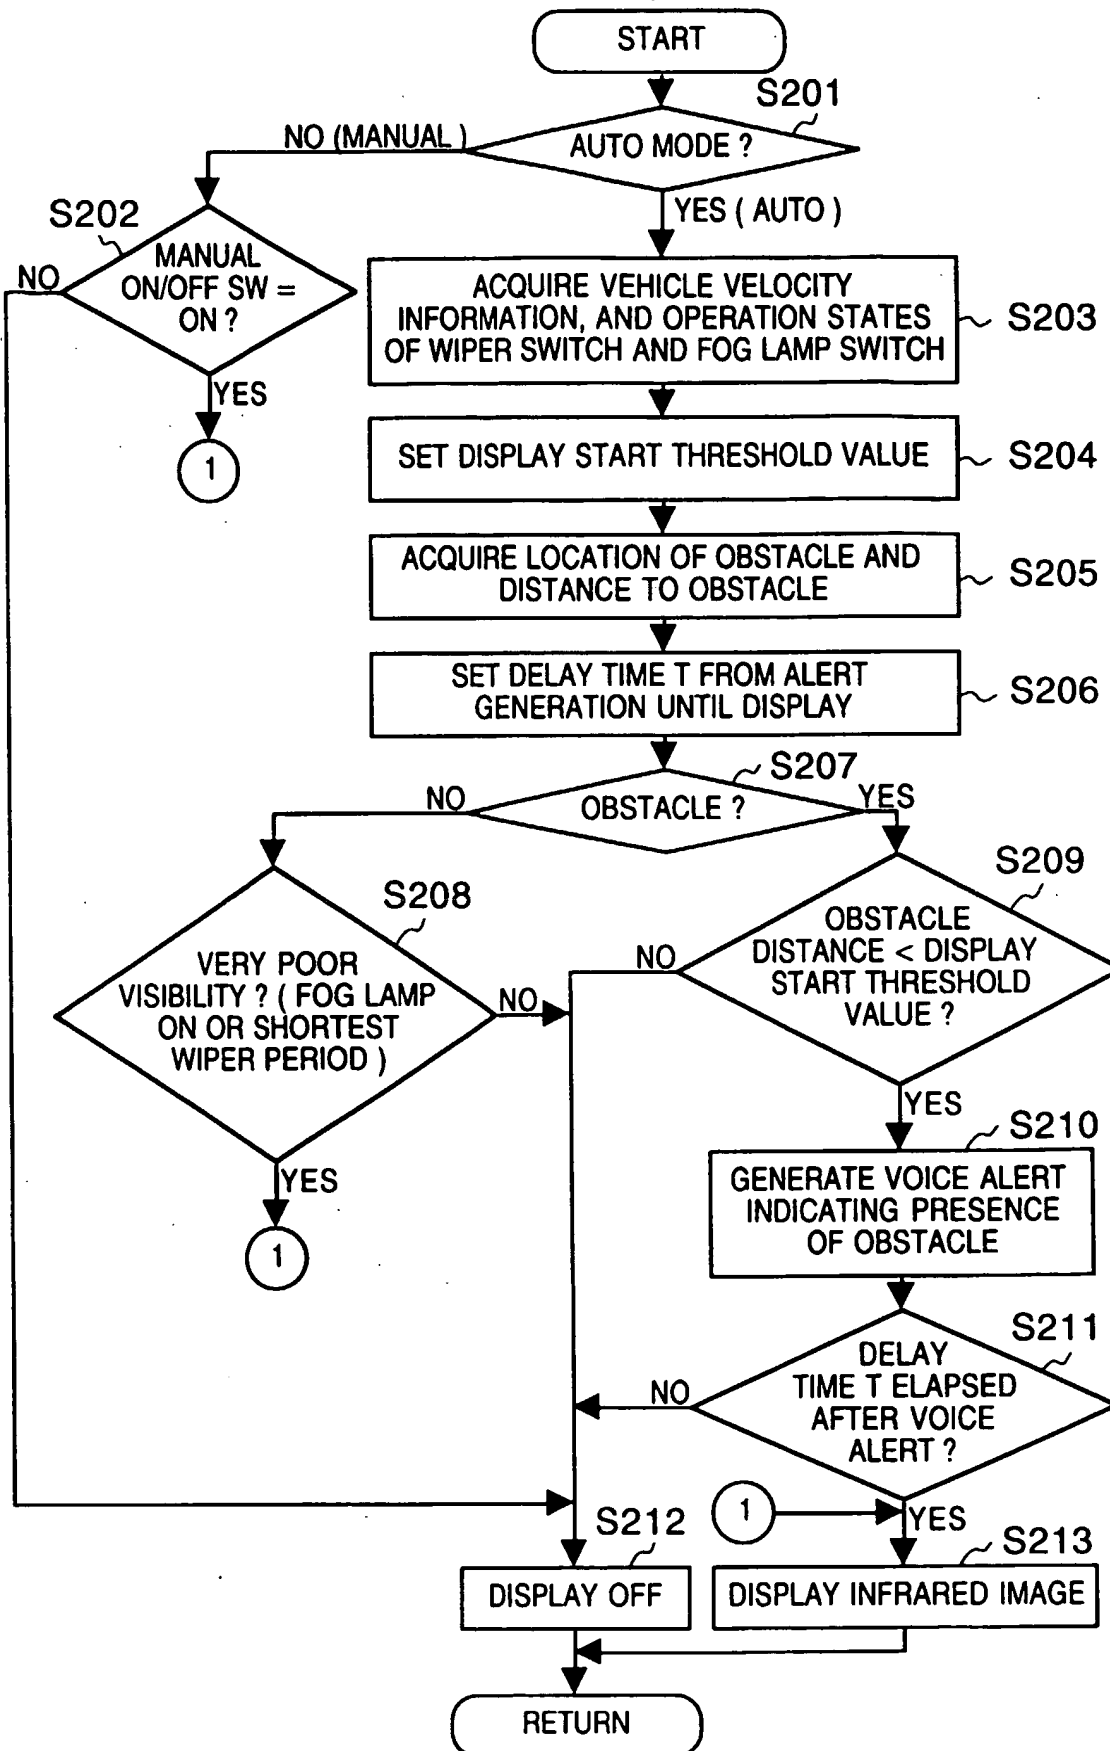 START
S201
NO (MANUAL)
AUTO MODE ?
YES ( AUTO )
S202
MANUAL
ON/OFF SW =
ON ?
NO
YES
1
ACQUIRE VEHICLE VELOCITY
INFORMATION, AND OPERATION STATES
OF WIPER SWITCH AND FOG LAMP SWITCH
S203
SET DISPLAY START THRESHOLD VALUE
S204
ACQUIRE LOCATION OF OBSTACLE AND
DISTANCE TO OBSTACLE
S205
SET DELAY TIME T FROM ALERT
GENERATION UNTIL DISPLAY
S206
S207
NO
OBSTACLE ?
YES
S208
VERY POOR
VISIBILITY ? ( FOG LAMP
ON OR SHORTEST
WIPER PERIOD )
NO
YES
1
S209
OBSTACLE
DISTANCE < DISPLAY
START THRESHOLD
VALUE ?
NO
YES
S210
GENERATE VOICE ALERT
INDICATING PRESENCE
OF OBSTACLE
S211
DELAY
TIME T ELAPSED
AFTER VOICE
ALERT ?
NO
YES
1
S212
DISPLAY OFF
S213
DISPLAY INFRARED IMAGE
RETURN